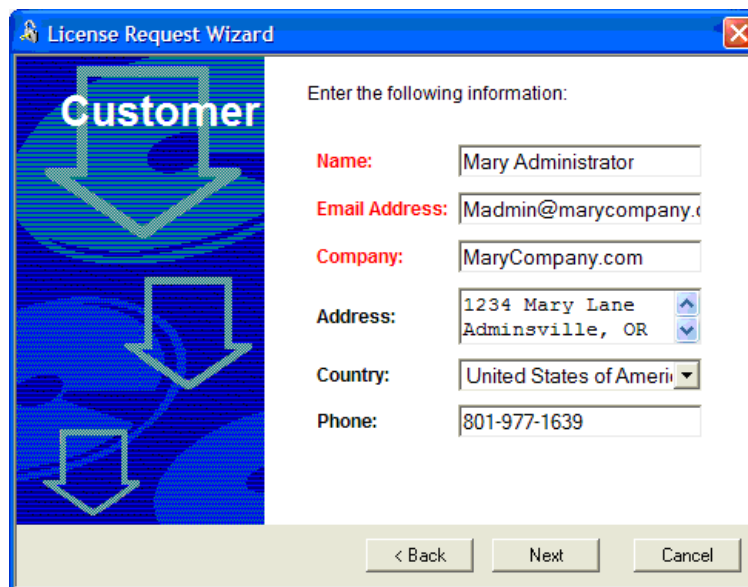 License Request Wizard
Customer
Enter the following information:
Name: Mary Administrator
Email Address: Madmin@marycompany.
Company: MaryCompany.com
Address: 1234 Mary Lane
Adminsville, OR
Country: United States of Ameri
Phone: 801-977-1639
< Back Next Cancel